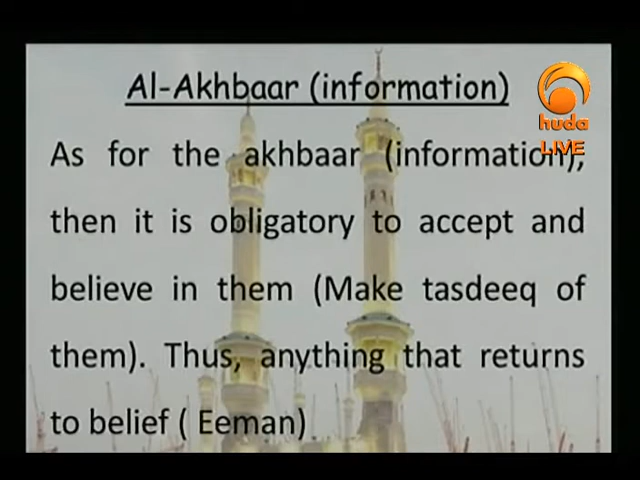 Al-Akhbaar (information)
huda
LIVE
As for the akhbaar (information),
then it is obligatory to accept and
believe in them (Make tasdeeq of
them). Thus, anything that returns
to belief ( Eeman)